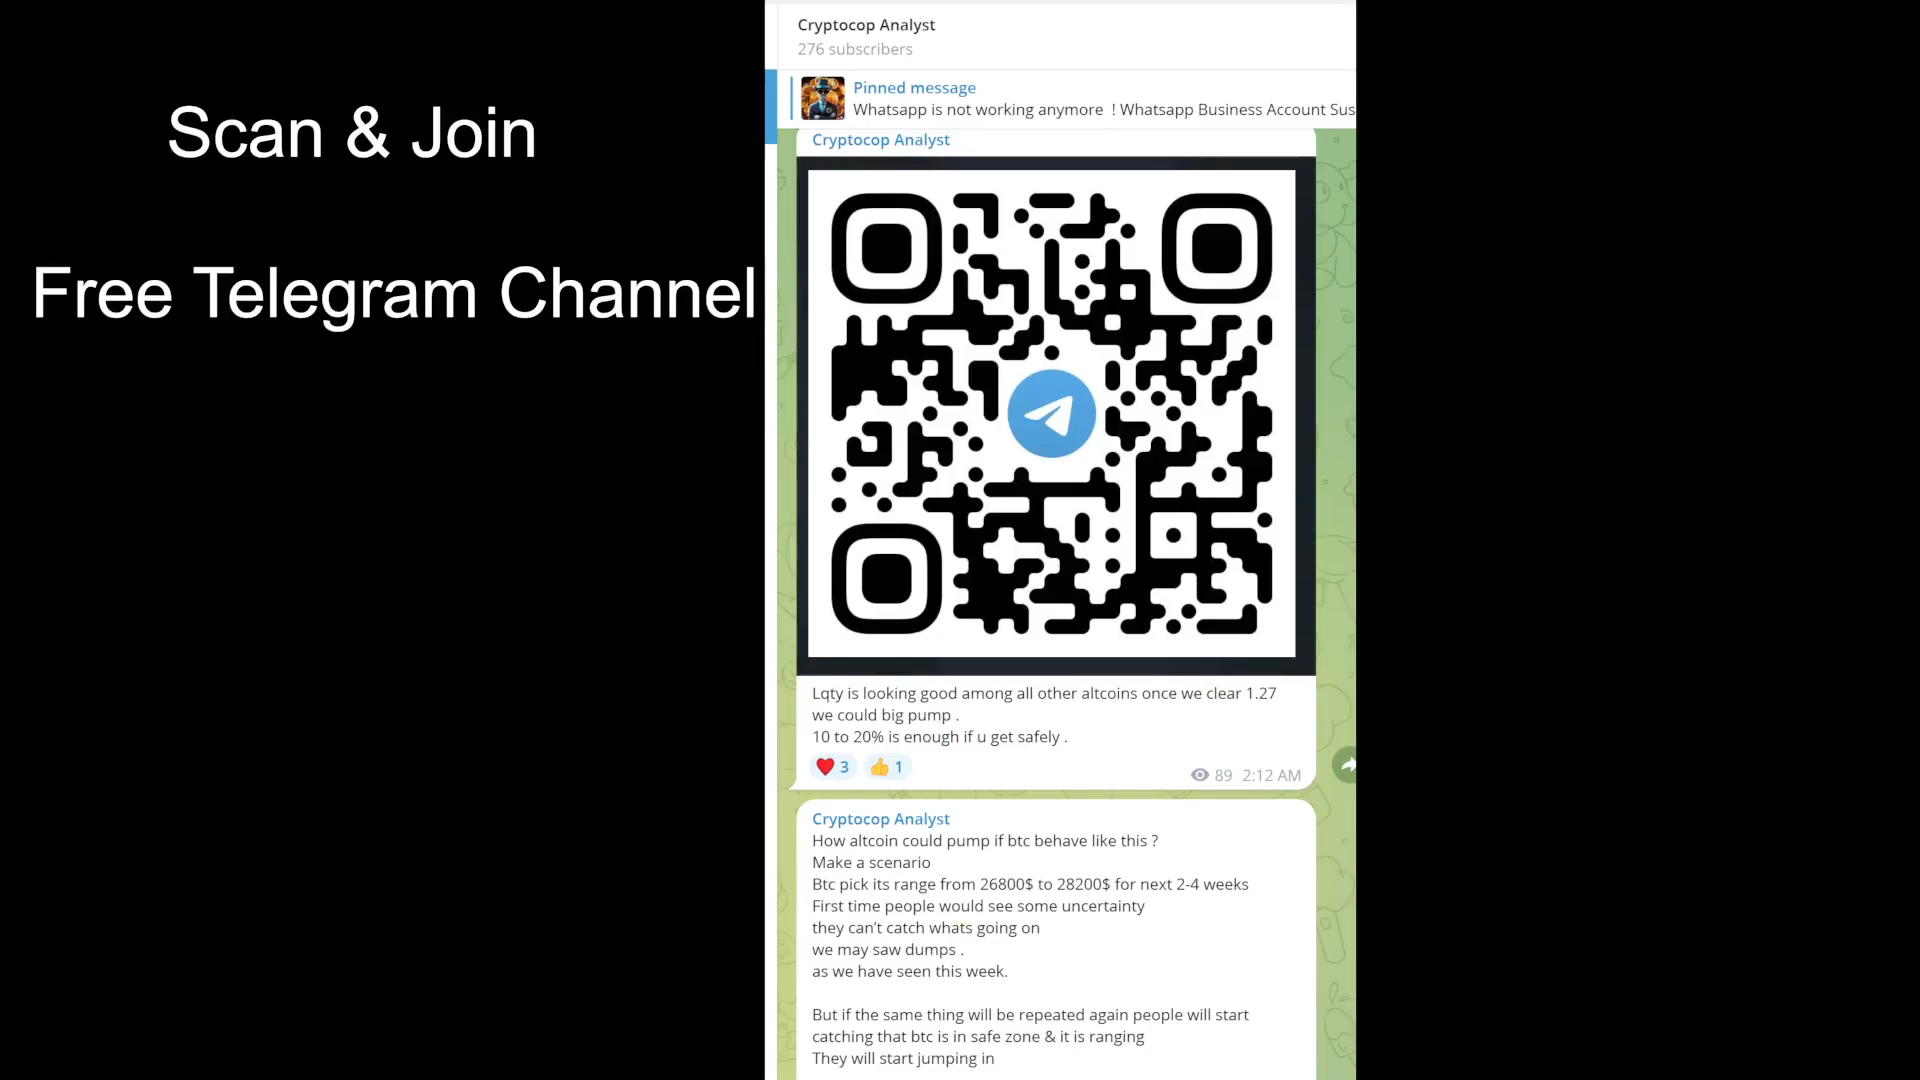 Scan & Join
Free Telegram Channel
Cryptocop Analyst
276 subscribers
Pinned message
Whatsapp is not working anymore ! Whatsapp Business Account Sus
Cryptocop Analyst
Lqty is looking good among all other altcoins once we clear 1.27
we could big pump .
10 to 20% is enough if u get safely .
❤️ 3 👍 1
89 2:12 AM
Cryptocop Analyst
How altcoin could pump if btc behave like this ?
Make a scenario
Btc pick its range from 26800$ to 28200$ for next 2-4 weeks
First time people would see some uncertainty
they can’t catch whats going on
we may saw dumps .
as we have seen this week.
But if the same thing will be repeated again people will start
catching that btc is in safe zone & it is ranging
They will start jumping in